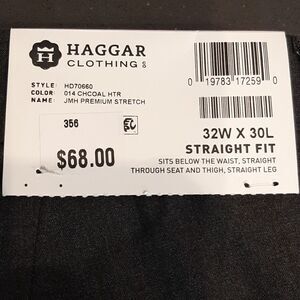 H
HAGGAR
CLOTHING CO
STYLE: HD70660
COLOR: 014 CHCOAL HTR
NAME: JMH PREMIUM STRETCH
0 19783 17259 0
356
$68.00
32W X 30L
STRAIGHT FIT
SITS BELOW THE WAIST, STRAIGHT
THROUGH SEAT AND THIGH, STRAIGHT LEG